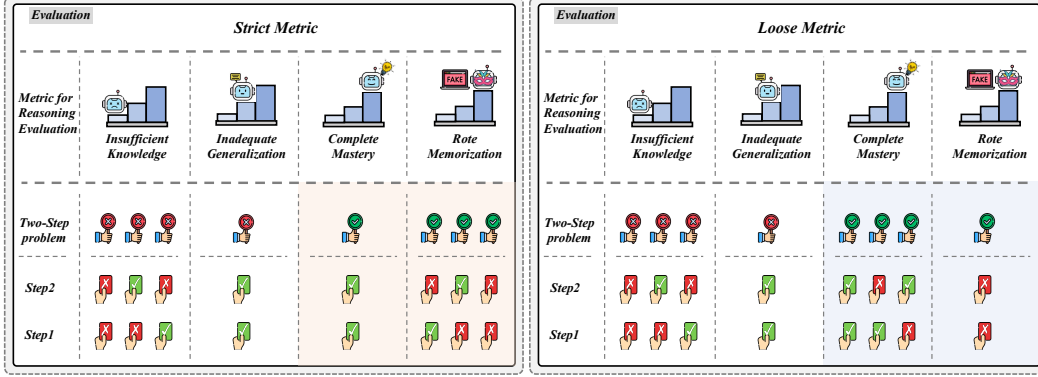 Evaluation
Strict Metric
Metric for
Reasoning
Evaluation
FAKE
Insufficient
Knowledge
Inadequate
Generalization
Complete
Mastery
Rote
Memorization
Two-Step
problem
Step2
Step1
Evaluation
Loose Metric
Metric for
Reasoning
Evaluation
FAKE
Insufficient
Knowledge
Inadequate
Generalization
Complete
Mastery
Rote
Memorization
Two-Step
problem
Step2
Step1